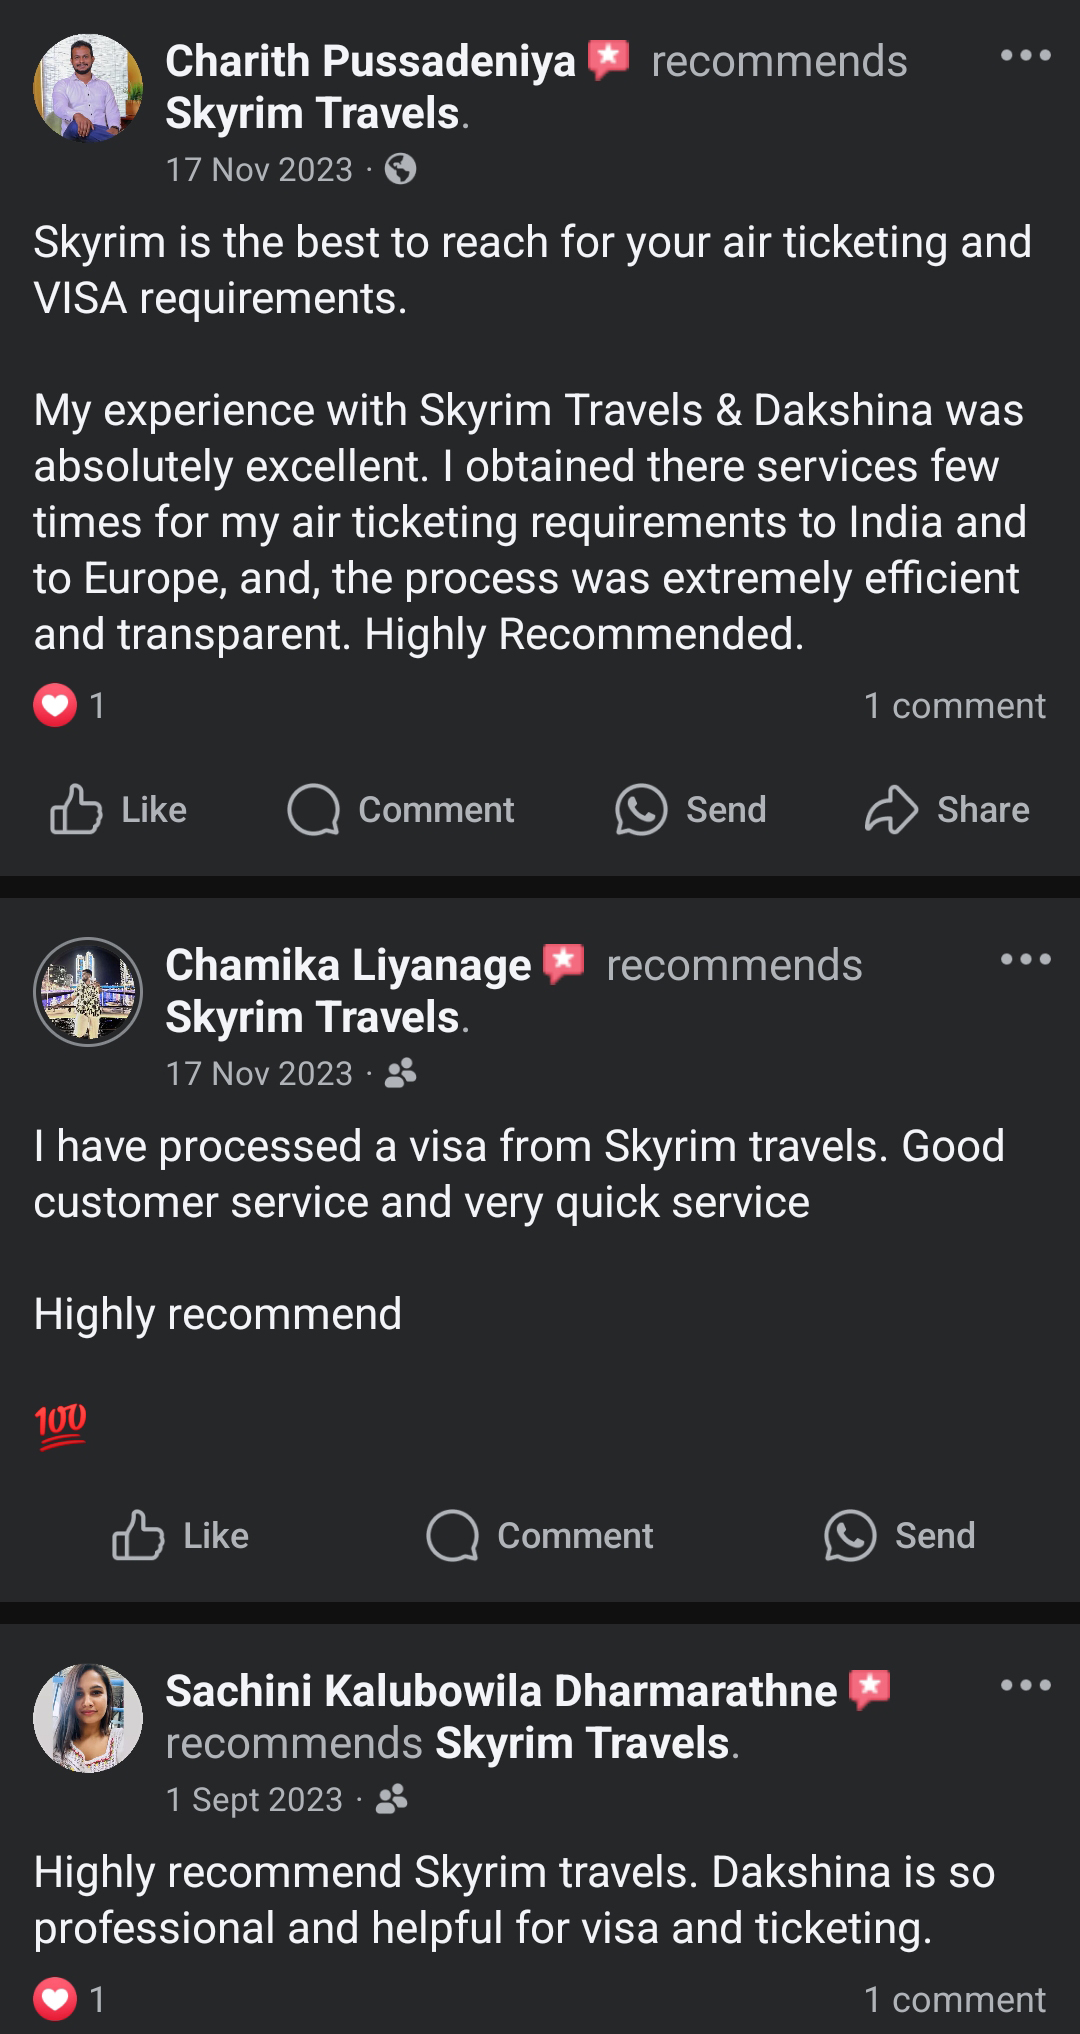 Charith Pussadeniya recommends
Skyrim Travels.
17 Nov 2023 ·
Skyrim is the best to reach for your air ticketing and
VISA requirements.
My experience with Skyrim Travels & Dakshina was
absolutely excellent. I obtained there services few
times for my air ticketing requirements to India and
to Europe, and, the process was extremely efficient
and transparent. Highly Recommended.
1 1 comment
Like Comment Send Share
Chamika Liyanage recommends
Skyrim Travels.
17 Nov 2023 ·
I have processed a visa from Skyrim travels. Good
customer service and very quick service
Highly recommend
💯
Like Comment Send
Sachini Kalubowila Dharmarathne
recommends Skyrim Travels.
1 Sept 2023 ·
Highly recommend Skyrim travels. Dakshina is so
professional and helpful for visa and ticketing.
1 1 comment